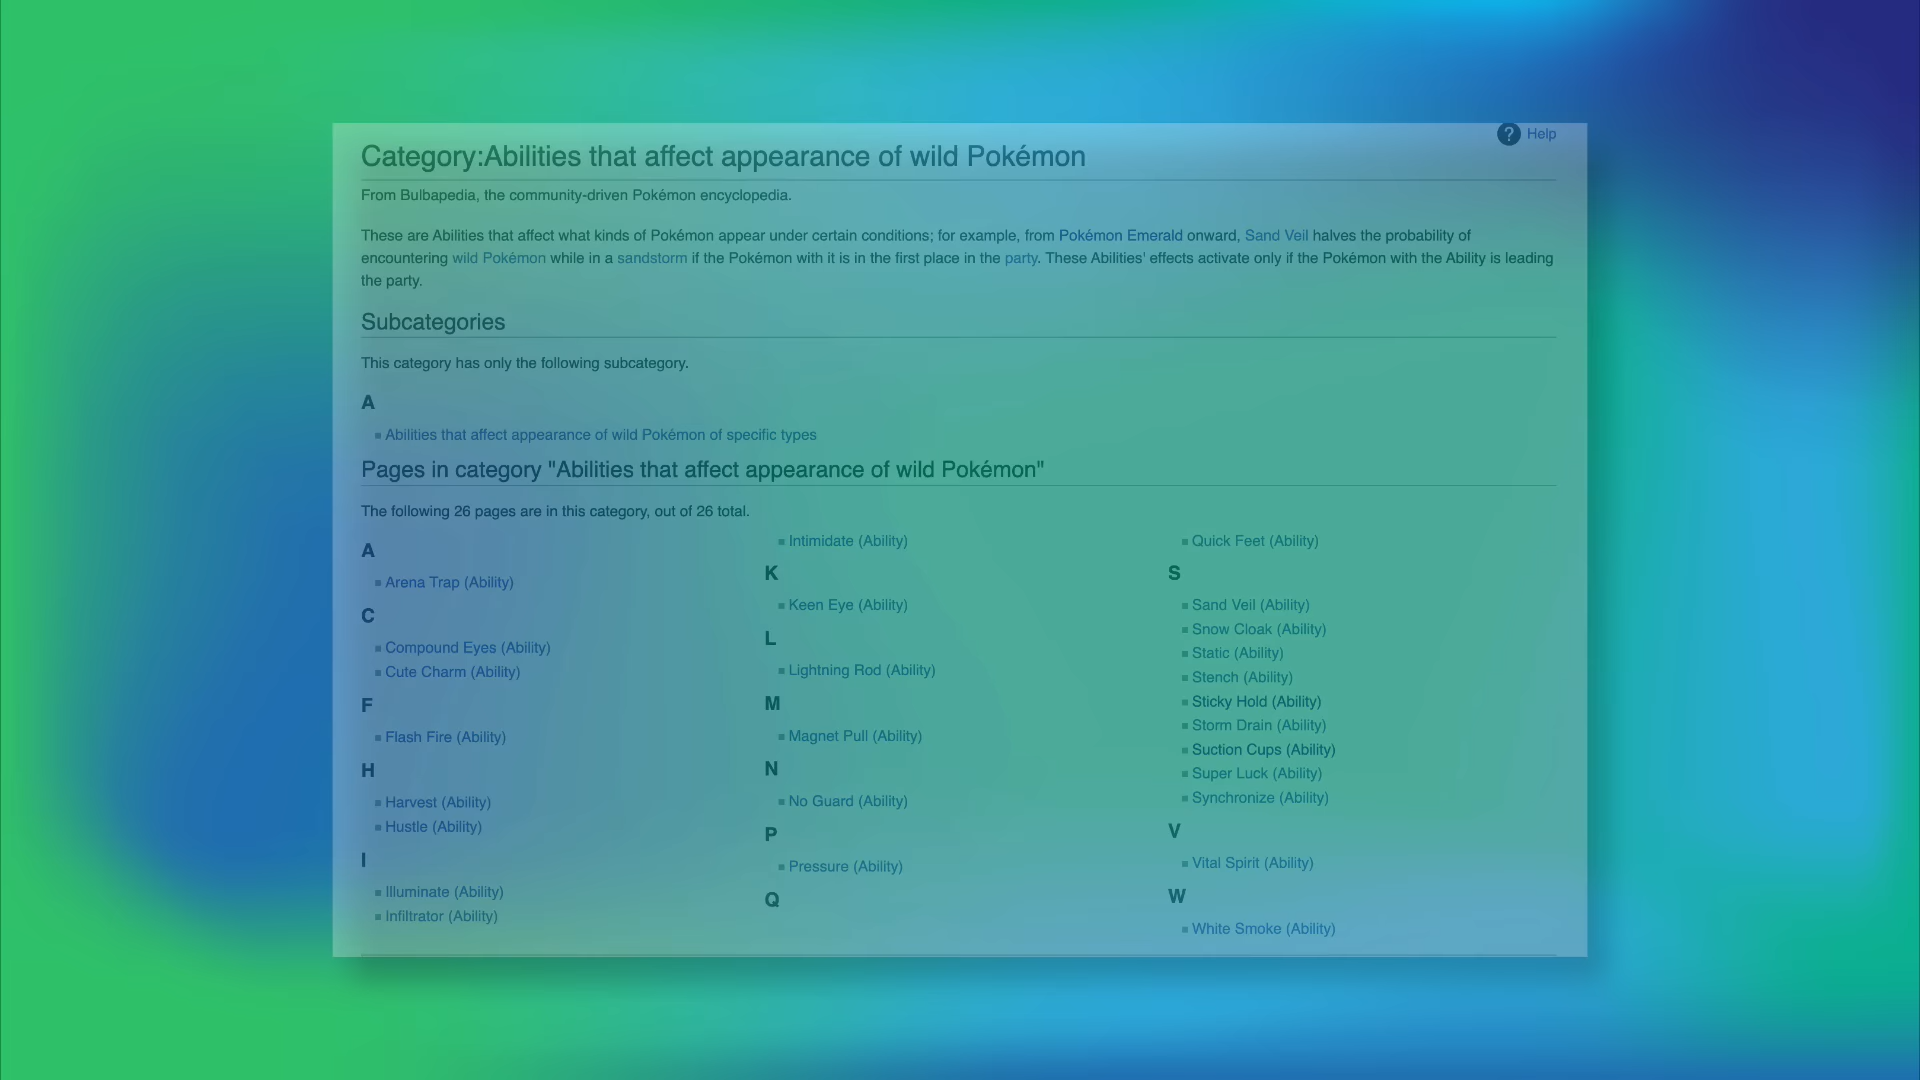 Help
Category:Abilities that affect appearance of wild Pokémon
From Bulbapedia, the community-driven Pokémon encyclopedia.
These are Abilities that affect what kinds of Pokémon appear under certain conditions; for example, from Pokémon Emerald onward, Sand Veil halves the probability of
encountering wild Pokémon while in a sandstorm if the Pokémon with it is in the first place in the party. These Abilities' effects activate only if the Pokémon with the Ability is leading
the party.
Subcategories
This category has only the following subcategory.
A
Abilities that affect appearance of wild Pokémon of specific types
Pages in category "Abilities that affect appearance of wild Pokémon"
The following 26 pages are in this category, out of 26 total.
A
Arena Trap (Ability)
C
Compound Eyes (Ability)
Cute Charm (Ability)
F
Flash Fire (Ability)
H
Harvest (Ability)
Hustle (Ability)
I
Illuminate (Ability)
Infiltrator (Ability)
Intimidate (Ability)
K
Keen Eye (Ability)
L
Lightning Rod (Ability)
M
Magnet Pull (Ability)
N
No Guard (Ability)
P
Pressure (Ability)
Q
Quick Feet (Ability)
S
Sand Veil (Ability)
Snow Cloak (Ability)
Static (Ability)
Stench (Ability)
Sticky Hold (Ability)
Storm Drain (Ability)
Suction Cups (Ability)
Super Luck (Ability)
Synchronize (Ability)
V
Vital Spirit (Ability)
W
White Smoke (Ability)